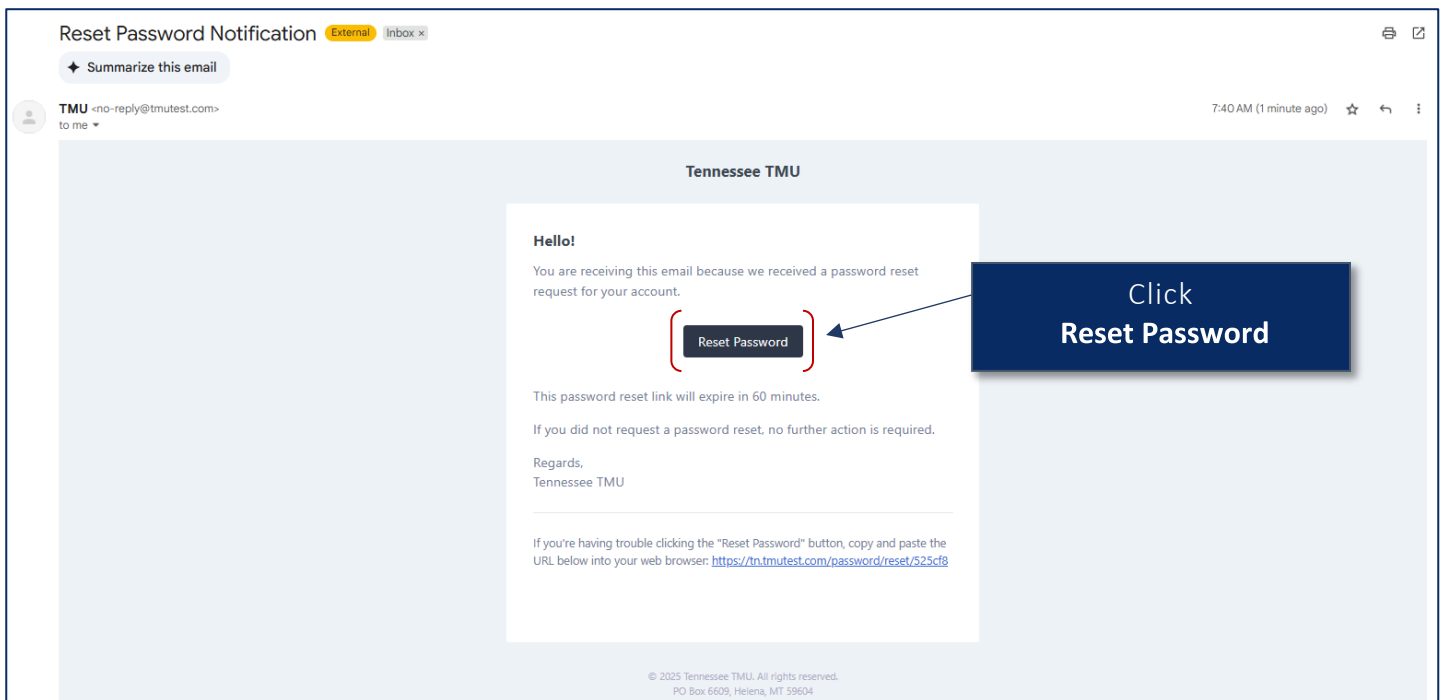 Reset Password Notification External Inbox ×
Summarize this email
TMU <no-reply@tmutest.com>
7:40 AM (1 minute ago)
to me
Tennessee TMU
Hello!
You are receiving this email because we received a password reset
request for your account.
Click
Reset Password
Reset Password
This password reset link will expire in 60 minutes.
If you did not request a password reset, no further action is required.
Regards,
Tennessee TMU
If you're having trouble clicking the "Reset Password" button, copy and paste the
URL below into your web browser: https://tn.tmutest.com/password/reset/525cf8
© 2025 Tennessee TMU. All rights reserved.
PO Box 6609, Helena, MT 59604